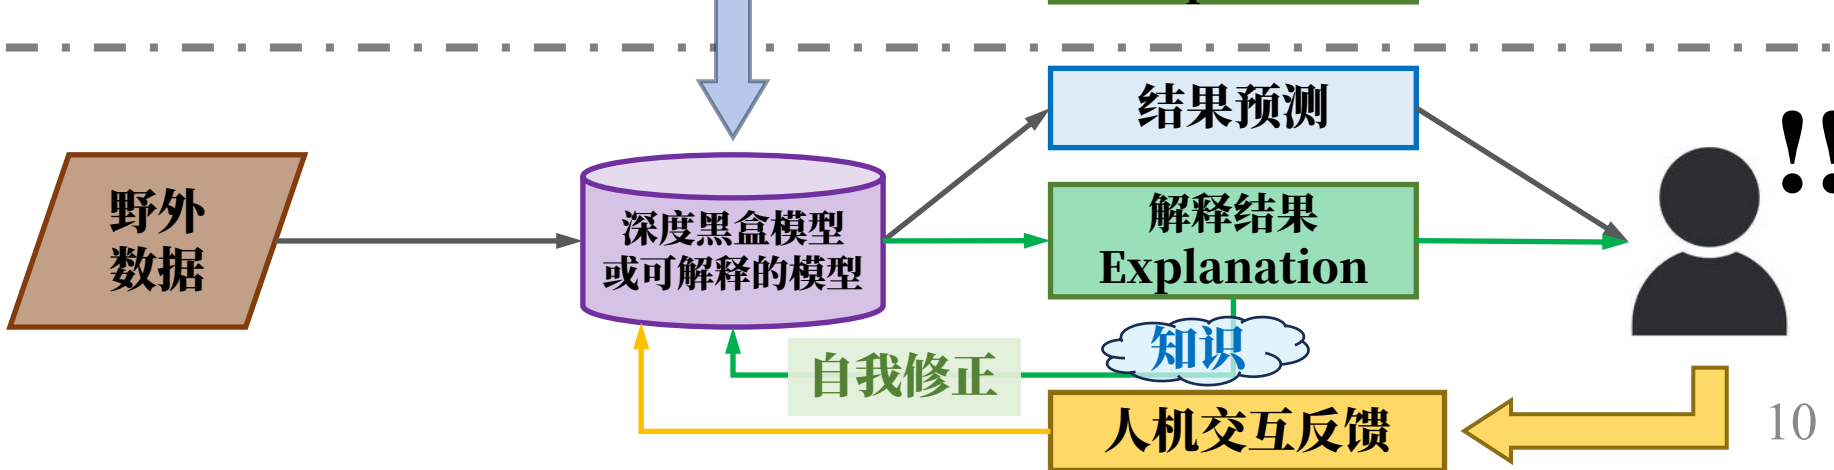 结果预测
!!
野外
数据
深度黑盒模型
或可解释的模型
解释结果
Explanation
知识
自我修正
人机交互反馈
10